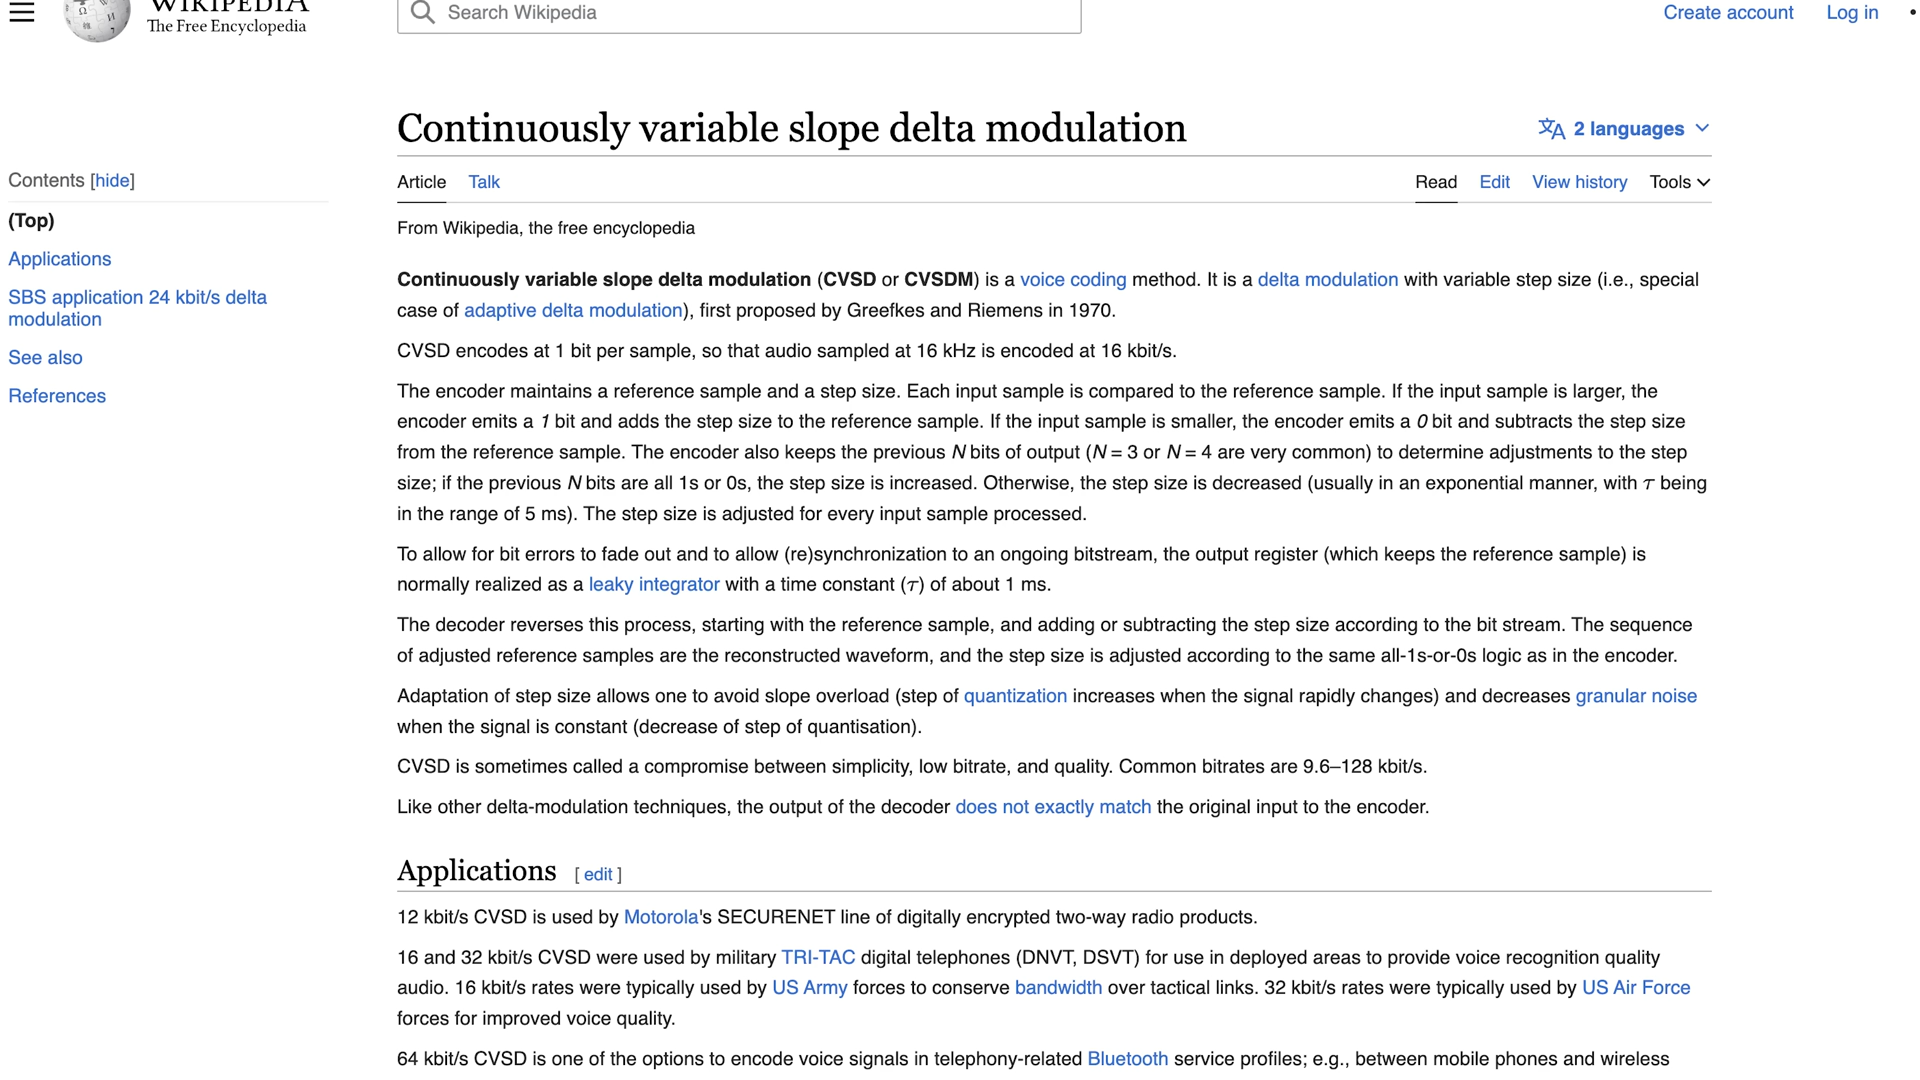 WIKIPEDIA
The Free Encyclopedia
Search Wikipedia
Create account
Log in
Continuously variable slope delta modulation
2 languages
Contents [hide]
(Top)
Applications
SBS application 24 kbit/s delta
modulation
See also
References
Article
Talk
Read
Edit
View history
Tools
From Wikipedia, the free encyclopedia
Continuously variable slope delta modulation (CVSD or CVSDM) is a voice coding method. It is a delta modulation with variable step size (i.e., special
case of adaptive delta modulation), first proposed by Greefkes and Riemens in 1970.
CVSD encodes at 1 bit per sample, so that audio sampled at 16 kHz is encoded at 16 kbit/s.
The encoder maintains a reference sample and a step size. Each input sample is compared to the reference sample. If the input sample is larger, the
encoder emits a 1 bit and adds the step size to the reference sample. If the input sample is smaller, the encoder emits a 0 bit and subtracts the step size
from the reference sample. The encoder also keeps the previous N bits of output (N = 3 or N = 4 are very common) to determine adjustments to the step
size; if the previous N bits are all 1s or 0s, the step size is increased. Otherwise, the step size is decreased (usually in an exponential manner, with τ being
in the range of 5 ms). The step size is adjusted for every input sample processed.
To allow for bit errors to fade out and to allow (re)synchronization to an ongoing bitstream, the output register (which keeps the reference sample) is
normally realized as a leaky integrator with a time constant (τ) of about 1 ms.
The decoder reverses this process, starting with the reference sample, and adding or subtracting the step size according to the bit stream. The sequence
of adjusted reference samples are the reconstructed waveform, and the step size is adjusted according to the same all-1s-or-0s logic as in the encoder.
Adaptation of step size allows one to avoid slope overload (step of quantization increases when the signal rapidly changes) and decreases granular noise
when the signal is constant (decrease of step of quantisation).
CVSD is sometimes called a compromise between simplicity, low bitrate, and quality. Common bitrates are 9.6–128 kbit/s.
Like other delta-modulation techniques, the output of the decoder does not exactly match the original input to the encoder.
Applications [ edit ]
12 kbit/s CVSD is used by Motorola's SECURENET line of digitally encrypted two-way radio products.
16 and 32 kbit/s CVSD were used by military TRI-TAC digital telephones (DNVT, DSVT) for use in deployed areas to provide voice recognition quality
audio. 16 kbit/s rates were typically used by US Army forces to conserve bandwidth over tactical links. 32 kbit/s rates were typically used by US Air Force
forces for improved voice quality.
64 kbit/s CVSD is one of the options to encode voice signals in telephony-related Bluetooth service profiles; e.g., between mobile phones and wireless